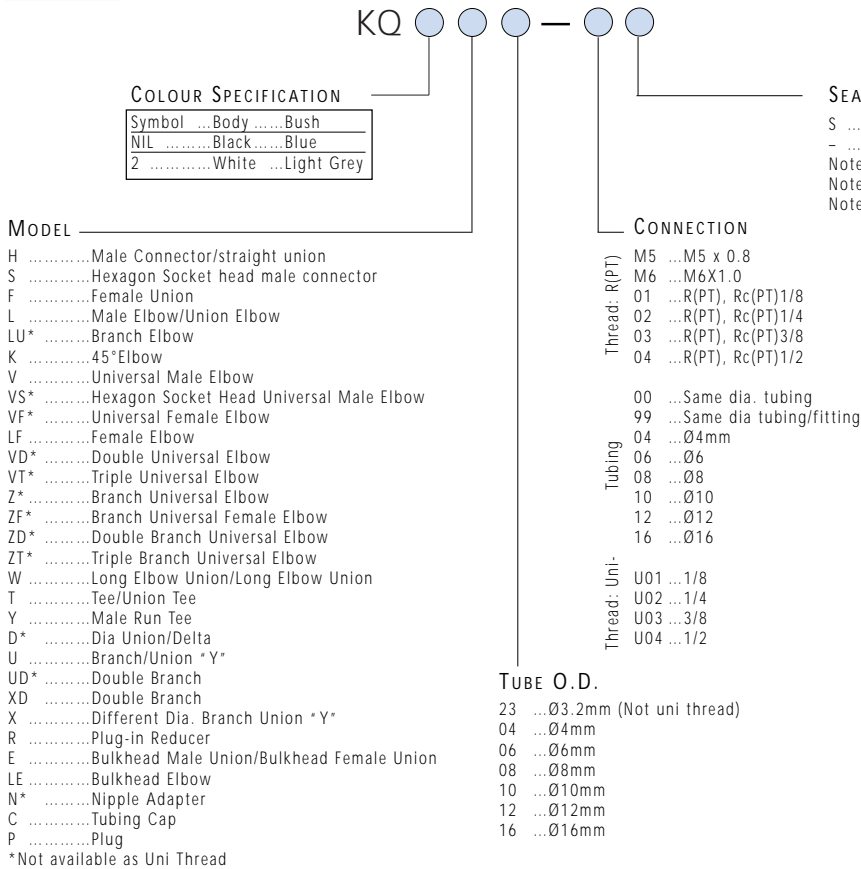 KQ –
COLOUR SPECIFICATION
Symbol ...Body ......Bush
NIL .........Black......Blue
2 ............White ...Light Grey
SEA
S ...
– ...
Note
Note
Note
MODEL
H ............Male Connector/straight union
S ............Hexagon Socket head male connector
F ............Female Union
L ............Male Elbow/Union Elbow
LU* .........Branch Elbow
K ............45°Elbow
V ............Universal Male Elbow
VS* .........Hexagon Socket Head Universal Male Elbow
VF* .........Universal Female Elbow
LF ............Female Elbow
VD* .........Double Universal Elbow
VT* .........Triple Universal Elbow
Z* ............Branch Universal Elbow
ZF* .........Branch Universal Female Elbow
ZD* .........Double Branch Universal Elbow
ZT* .........Triple Branch Universal Elbow
W ............Long Elbow Union/Long Elbow Union
T ............Tee/Union Tee
Y ............Male Run Tee
D* .........Dia Union/Delta
U ............Branch/Union "Y"
UD* .........Double Branch
XD .........Double Branch
X ............Different Dia. Branch Union "Y"
R ............Plug-in Reducer
E ............Bulkhead Male Union/Bulkhead Female Union
LE ............Bulkhead Elbow
N* .........Nipple Adapter
C ............Tubing Cap
P ............Plug
*Not available as Uni Thread
CONNECTION
Thread: R(PT)
M5 ...M5 x 0.8
M6 ...M6X1.0
01 ...R(PT), Rc(PT)1/8
02 ...R(PT), Rc(PT)1/4
03 ...R(PT), Rc(PT)3/8
04 ...R(PT), Rc(PT)1/2
Tubing
00 ...Same dia. tubing
99 ...Same dia tubing/fitting
04 ...Ø4mm
06 ...Ø6
08 ...Ø8
10 ...Ø10
12 ...Ø12
16 ...Ø16
Thread: Uni-
U01 ...1/8
U02 ...1/4
U03 ...3/8
U04 ...1/2
TUBE O.D.
23 ...Ø3.2mm (Not uni thread)
04 ...Ø4mm
06 ...Ø6mm
08 ...Ø8mm
10 ...Ø10mm
12 ...Ø12mm
16 ...Ø16mm